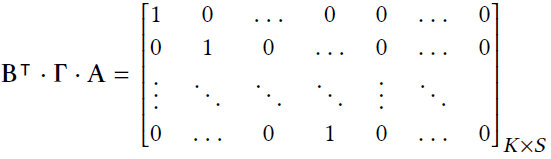 B⊤ · Γ · A = [1 0 … 0 0 … 0
0 1 0 … 0 … 0
⋮ ⋱ ⋱ ⋱ ⋮ ⋱
0 … 0 1 0 … 0]K×S